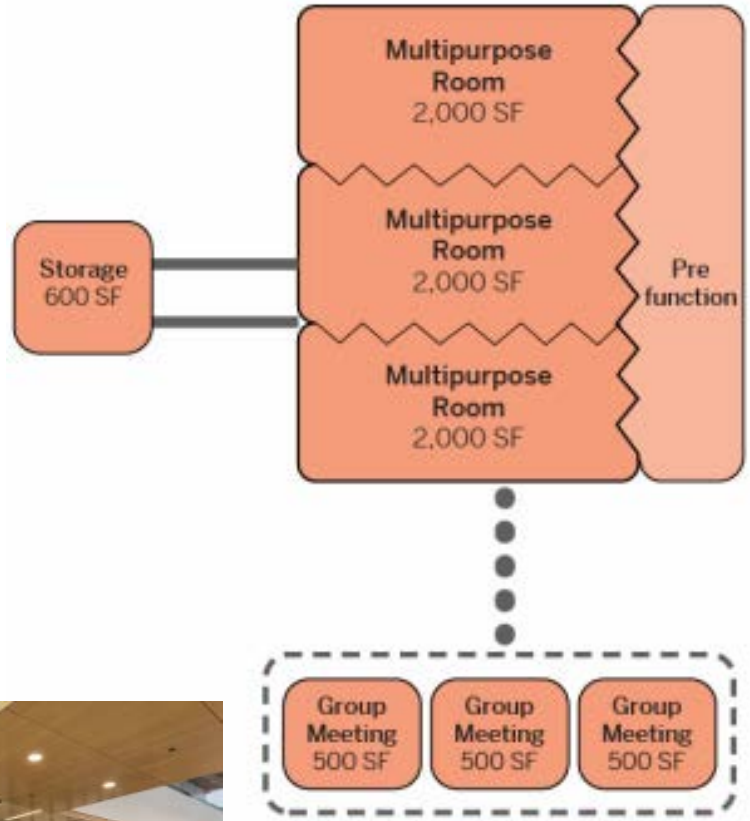 Multipurpose
Room
2,000 SF
Multipurpose
Room
2,000 SF
Storage
600 SF
Pre
function
Multipurpose
Room
2,000 SF
Group
Meeting
500 SF
Group
Meeting
500 SF
Group
Meeting
500 SF